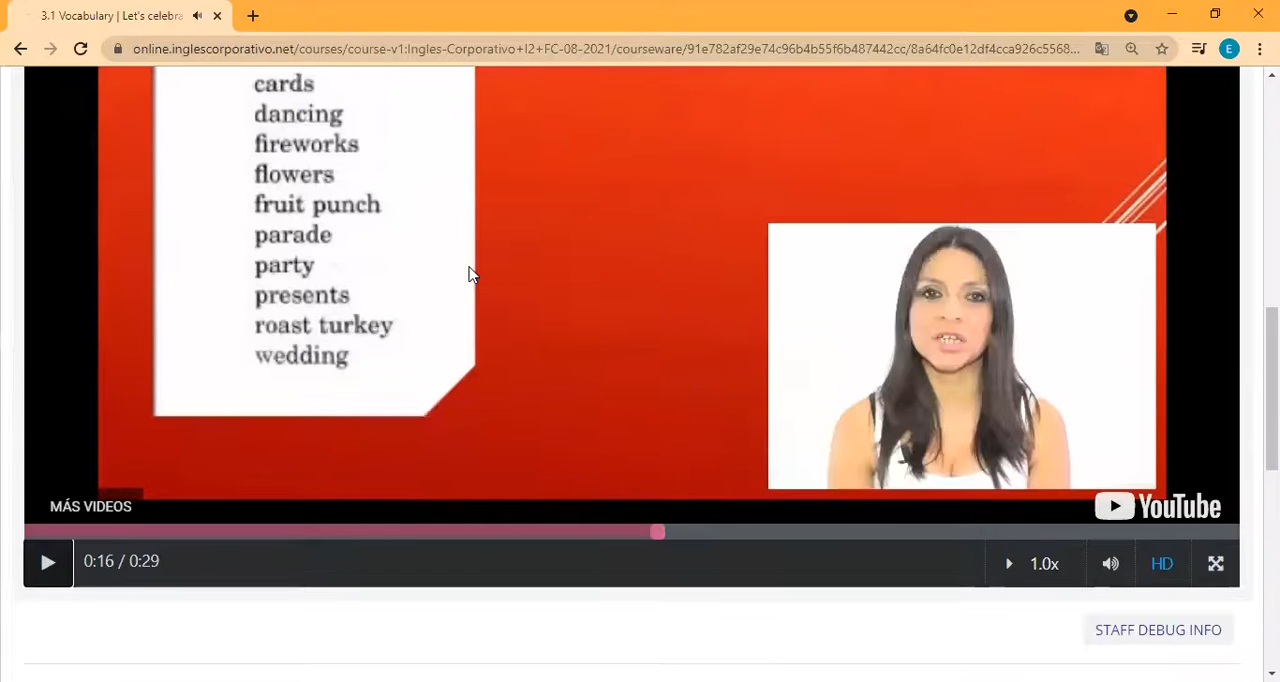 3.1 Vocabulary | Let's celebra
online.inglescorporativo.net/courses/course-v1:Ingles-Corporativo+I2+FC-08-2021/courseware/91e782af29e74c96b4b55f6b487442cc/8a64fc0e12df4cca926c5568...
E
cards
dancing
fireworks
flowers
fruit punch
parade
party
presents
roast turkey
wedding
MÁS VIDEOS
YouTube
0:16 / 0:29
1.0x
HD
STAFF DEBUG INFO